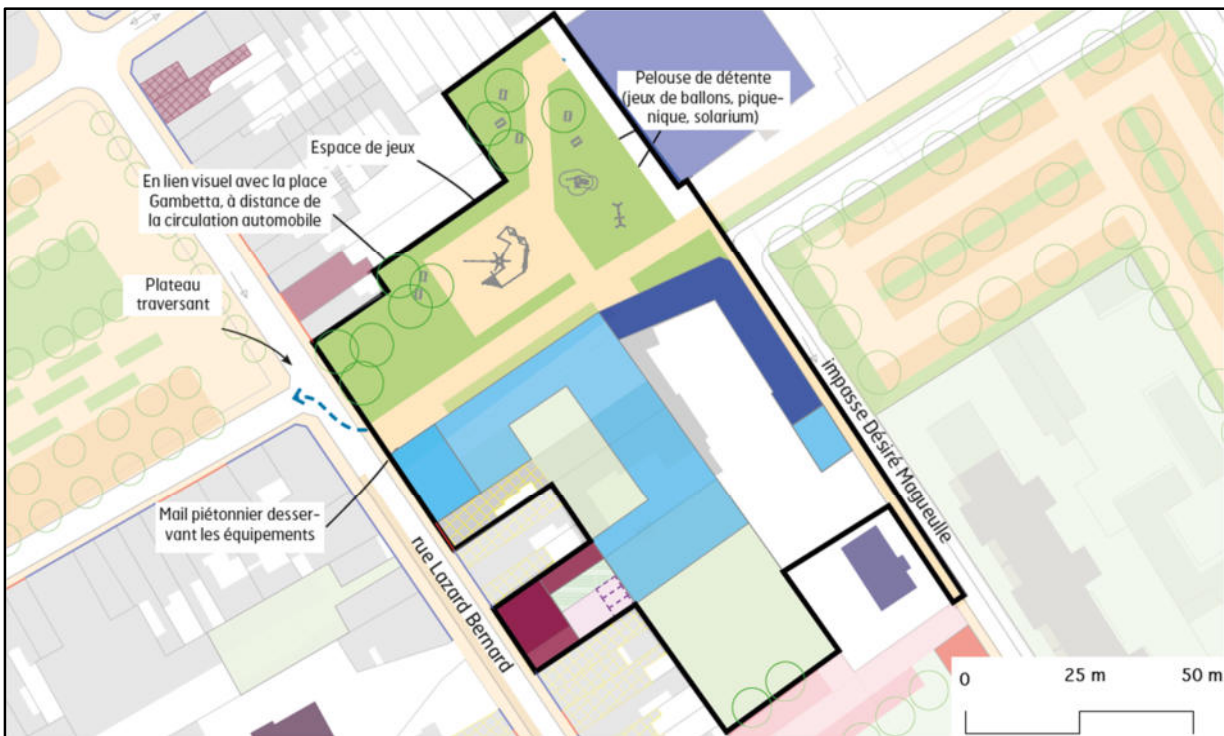 Pelouse de détente
(jeux de ballons, pique-
nique, solarium)
Espace de jeux
En lien visuel avec la place
Gambetta, à distance de
la circulation automobile
Plateau
traversant
Mail piétonnier desser-
vant les équipements
rue Lazard Bernard
impasse Désiré Magueulle
0 25 m 50 m